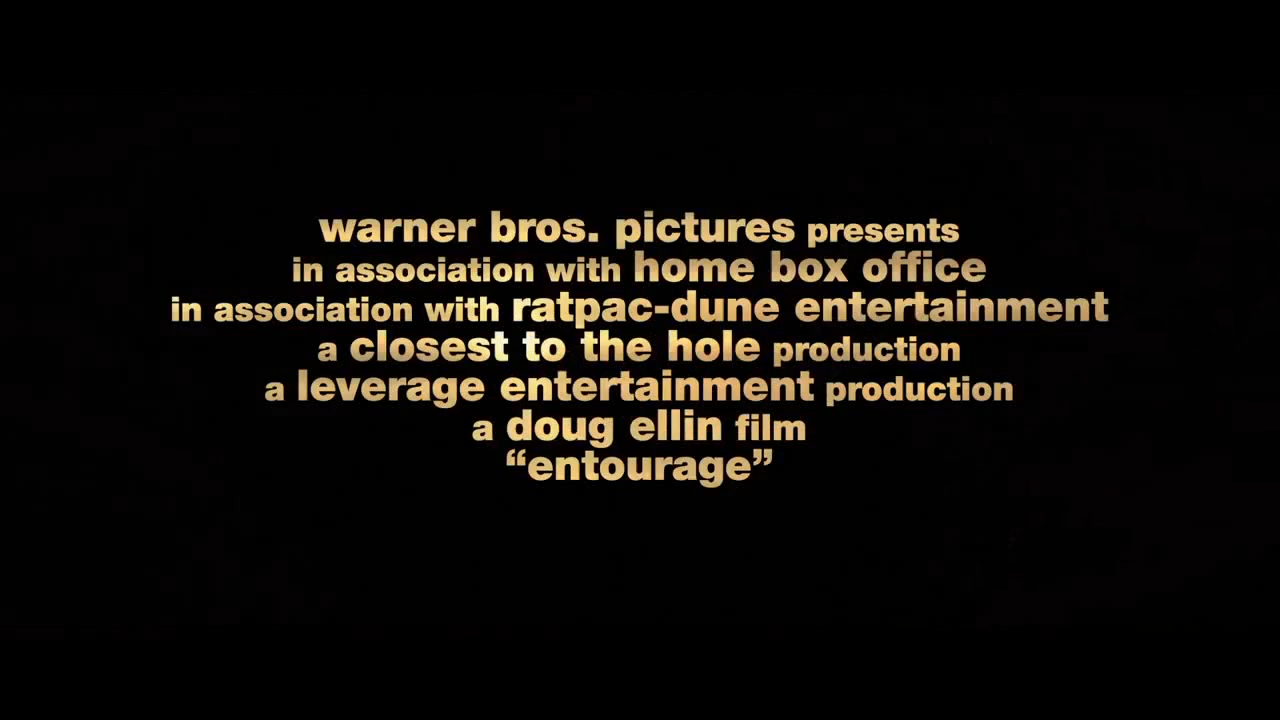 warner bros. pictures presents
in association with home box office
in association with ratpac-dune entertainment
a closest to the hole production
a leverage entertainment production
a doug ellin film
“entourage”